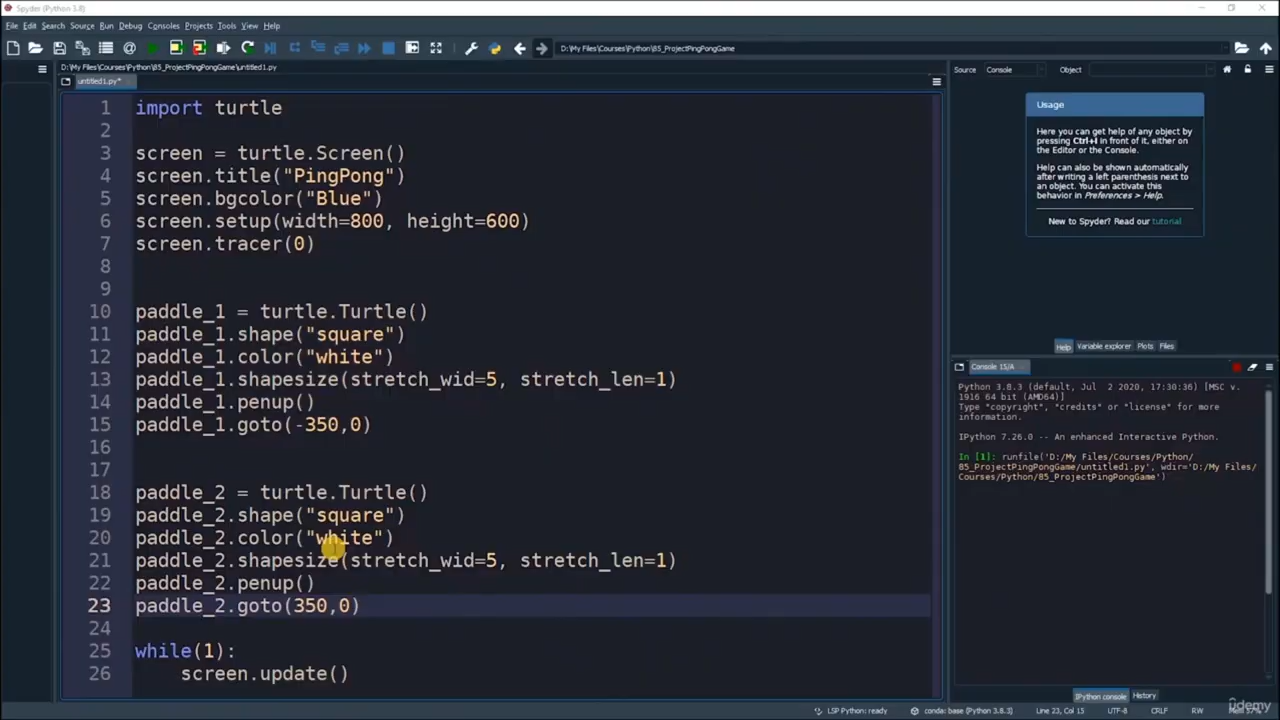 Spyder (Python 3.8)
File Edit Search Source Run Debug Consoles Projects Tools View Help
D:\My Files\Courses\Python\85_ProjectPingPongGame
D:\My Files\Courses\Python\85_ProjectPingPongGame\untitled1.py
untitled1.py*
1 import turtle
2
3 screen = turtle.Screen()
4 screen.title("PingPong")
5 screen.bgcolor("Blue")
6 screen.setup(width=800, height=600)
7 screen.tracer(0)
8
9
10 paddle_1 = turtle.Turtle()
11 paddle_1.shape("square")
12 paddle_1.color("white")
13 paddle_1.shapesize(stretch_wid=5, stretch_len=1)
14 paddle_1.penup()
15 paddle_1.goto(-350,0)
16
17
18 paddle_2 = turtle.Turtle()
19 paddle_2.shape("square")
20 paddle_2.color("white")
21 paddle_2.shapesize(stretch_wid=5, stretch_len=1)
22 paddle_2.penup()
23 paddle_2.goto(350,0)
24
25 while(1):
26 screen.update()
Source Console Object
Usage
Here you can get help of any object by
pressing Ctrl+I in front of it, either on
the Editor or the Console.
Help can also be shown automatically
after writing a left parenthesis next to
an object. You can activate this
behavior in Preferences > Help.
New to Spyder? Read our tutorial
Help Variable explorer Plots Files
Console 15/A
Python 3.8.3 (default, Jul 2 2020, 17:30:36) [MSC v.
1916 64 bit (AMD64)]
Type "copyright", "credits" or "license" for more
information.
IPython 7.26.0 -- An enhanced Interactive Python.
In [1]: runfile('D:/My Files/Courses/Python/
85_ProjectPingPongGame/untitled1.py', wdir='D:/My Files/
Courses/Python/85_ProjectPingPongGame')
IPython console History
LSP Python: ready conda: base (Python 3.8.3) Line 23, Col 15 UTF-8 CRLF RW
udemy